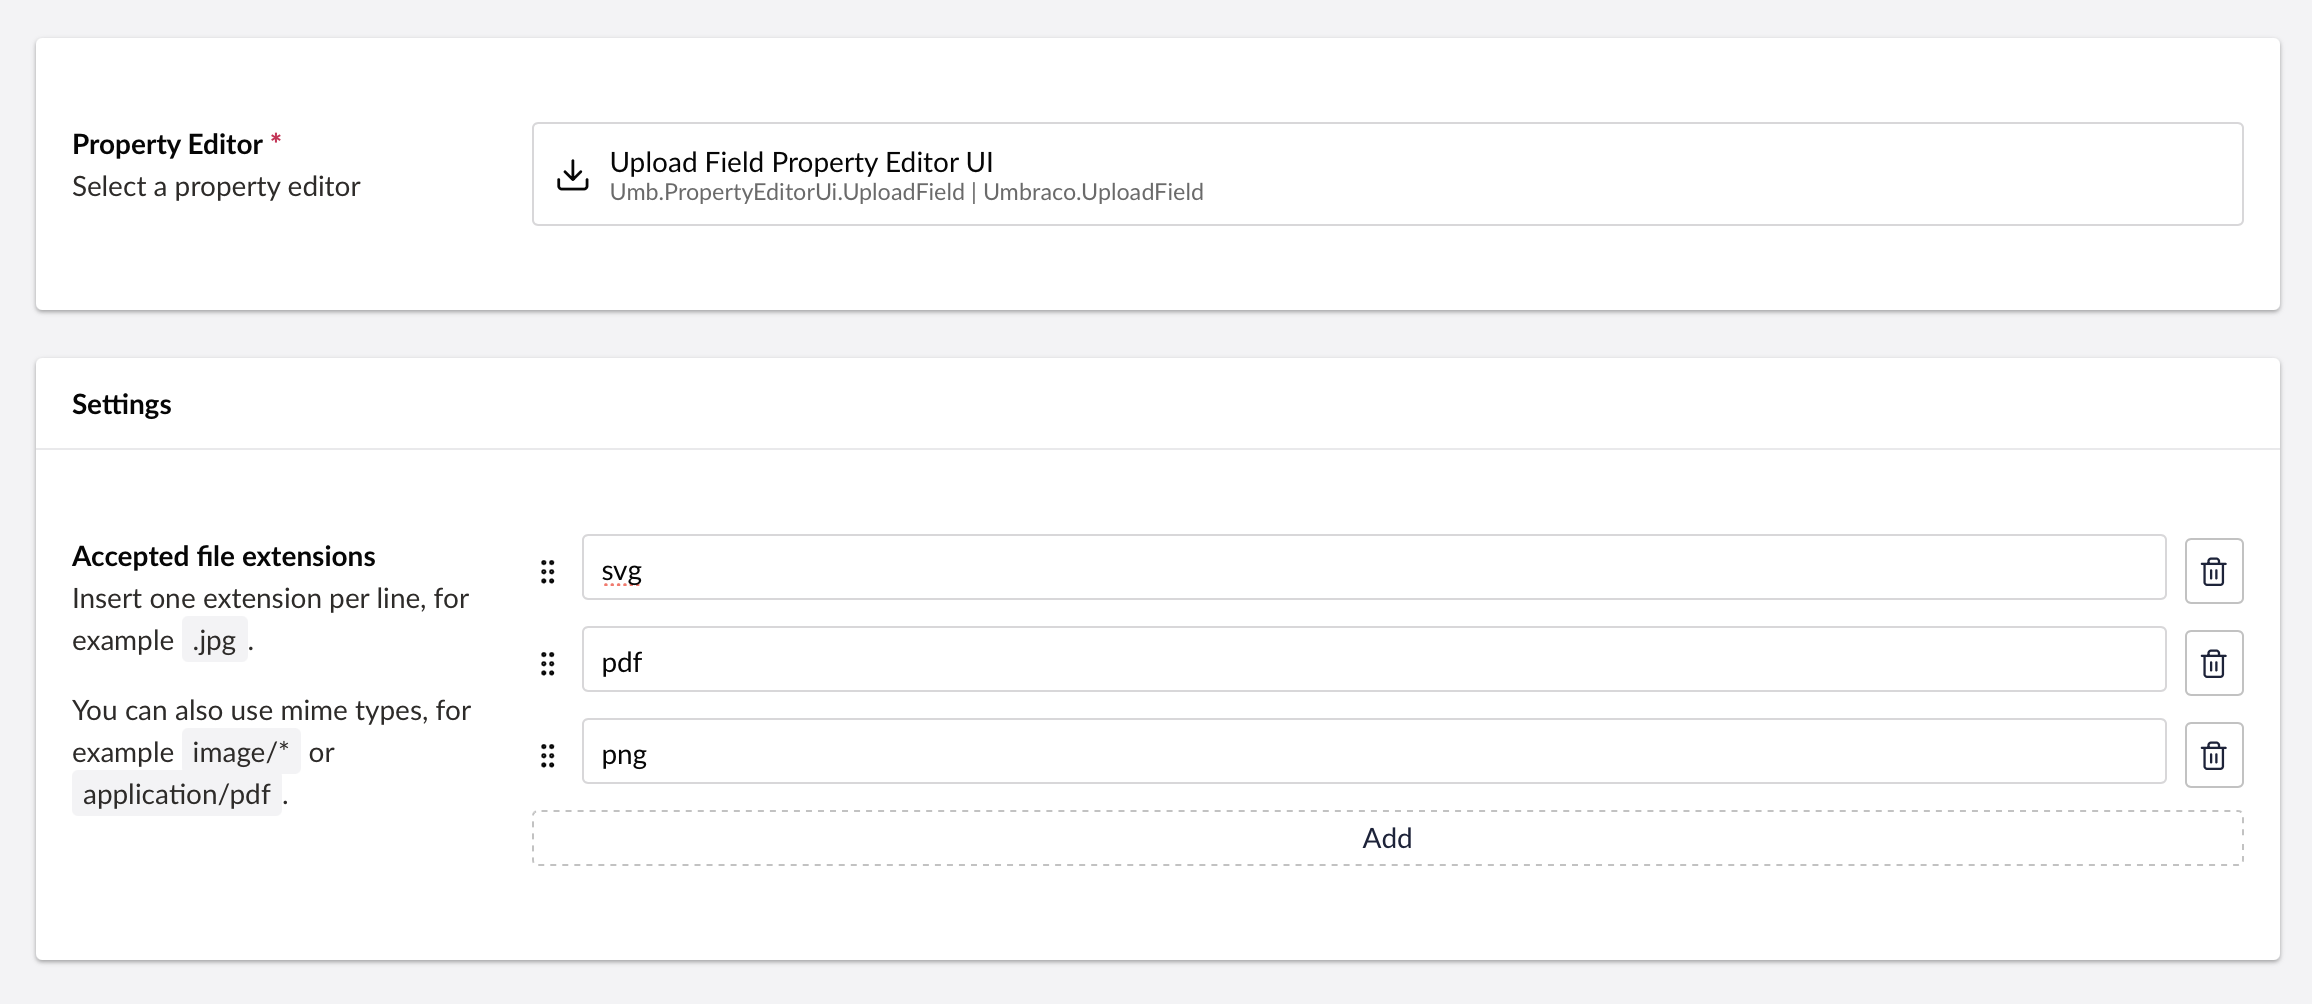 Property Editor *
Select a property editor
Upload Field Property Editor UI
Umb.PropertyEditorUi.UploadField | Umbraco.UploadField
Settings
Accepted file extensions
Insert one extension per line, for
example .jpg .
You can also use mime types, for
example image/* or
application/pdf .
svg
pdf
png
Add